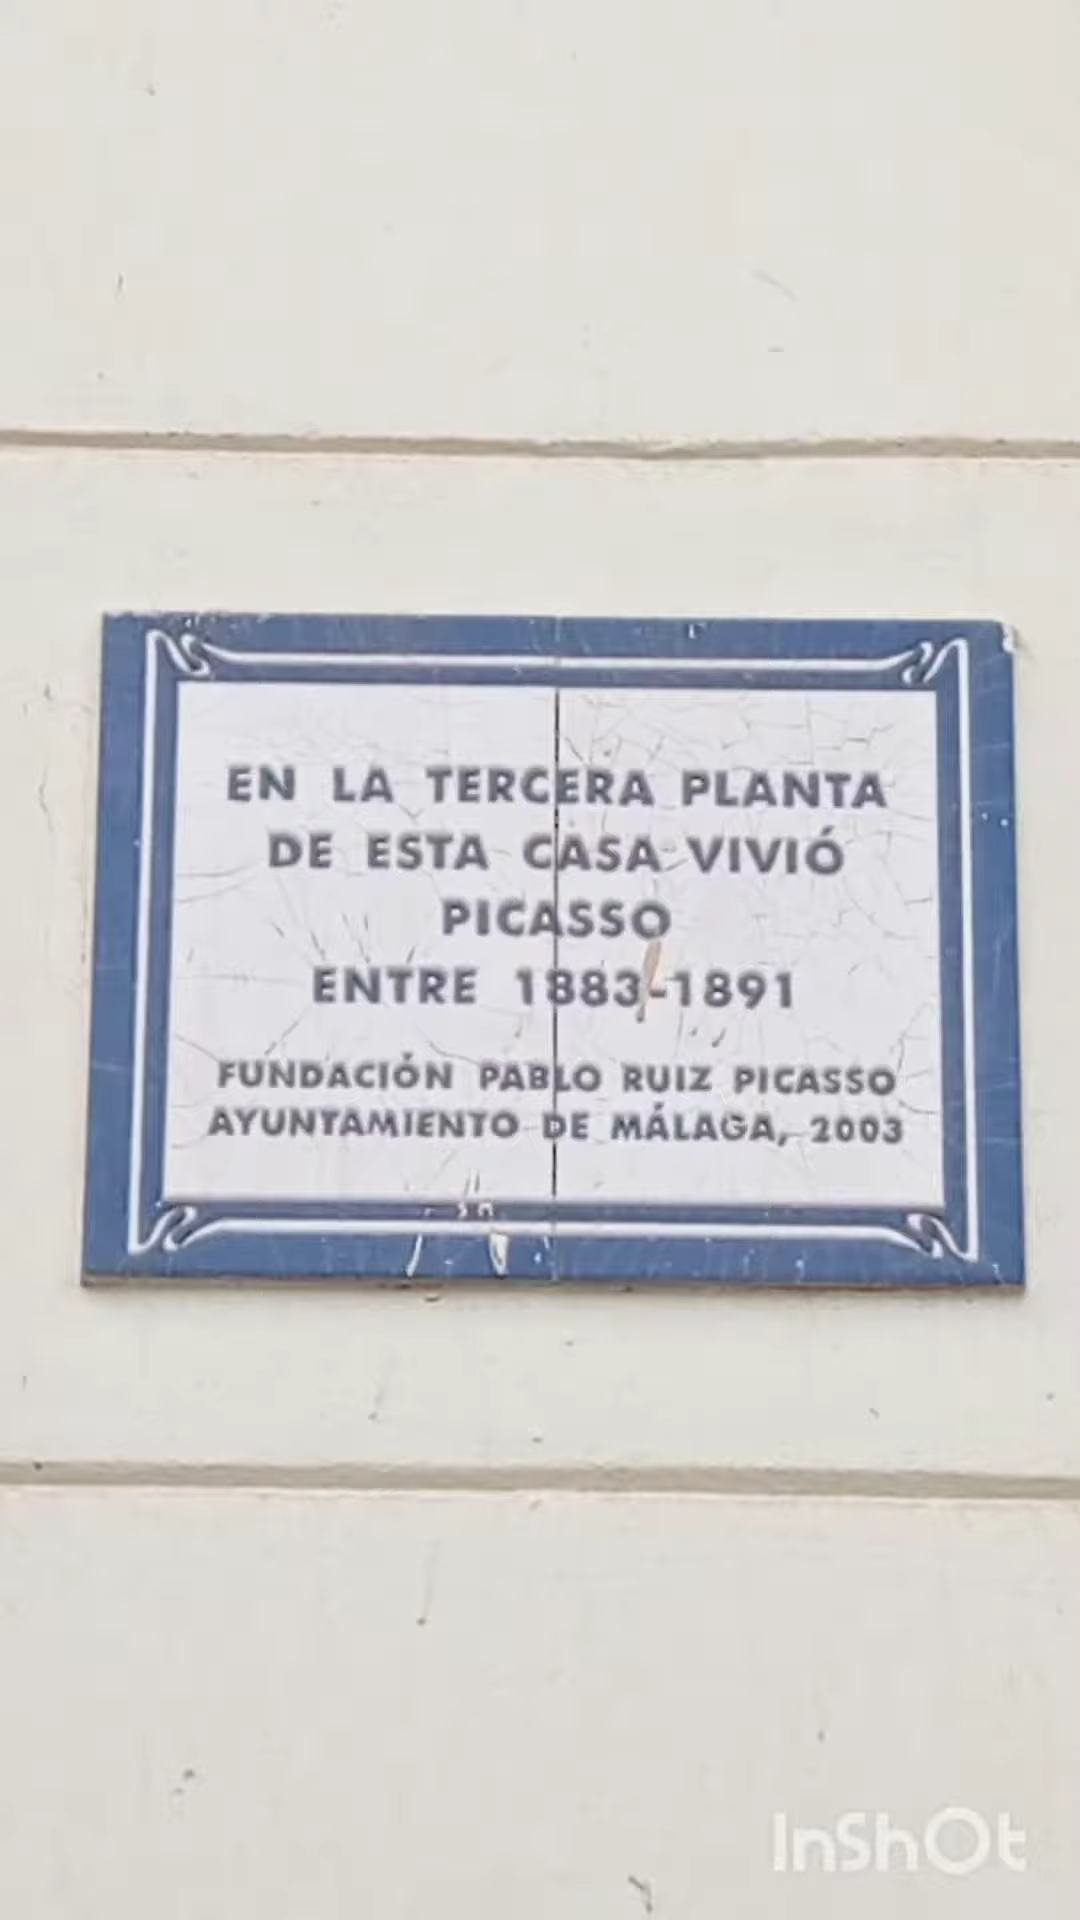 EN LA TERCERA PLANTA
DE ESTA CASA VIVIÓ
PICASSO
ENTRE 1883-1891
FUNDACIÓN PABLO RUIZ PICASSO
AYUNTAMIENTO DE MÁLAGA, 2003
InShOt